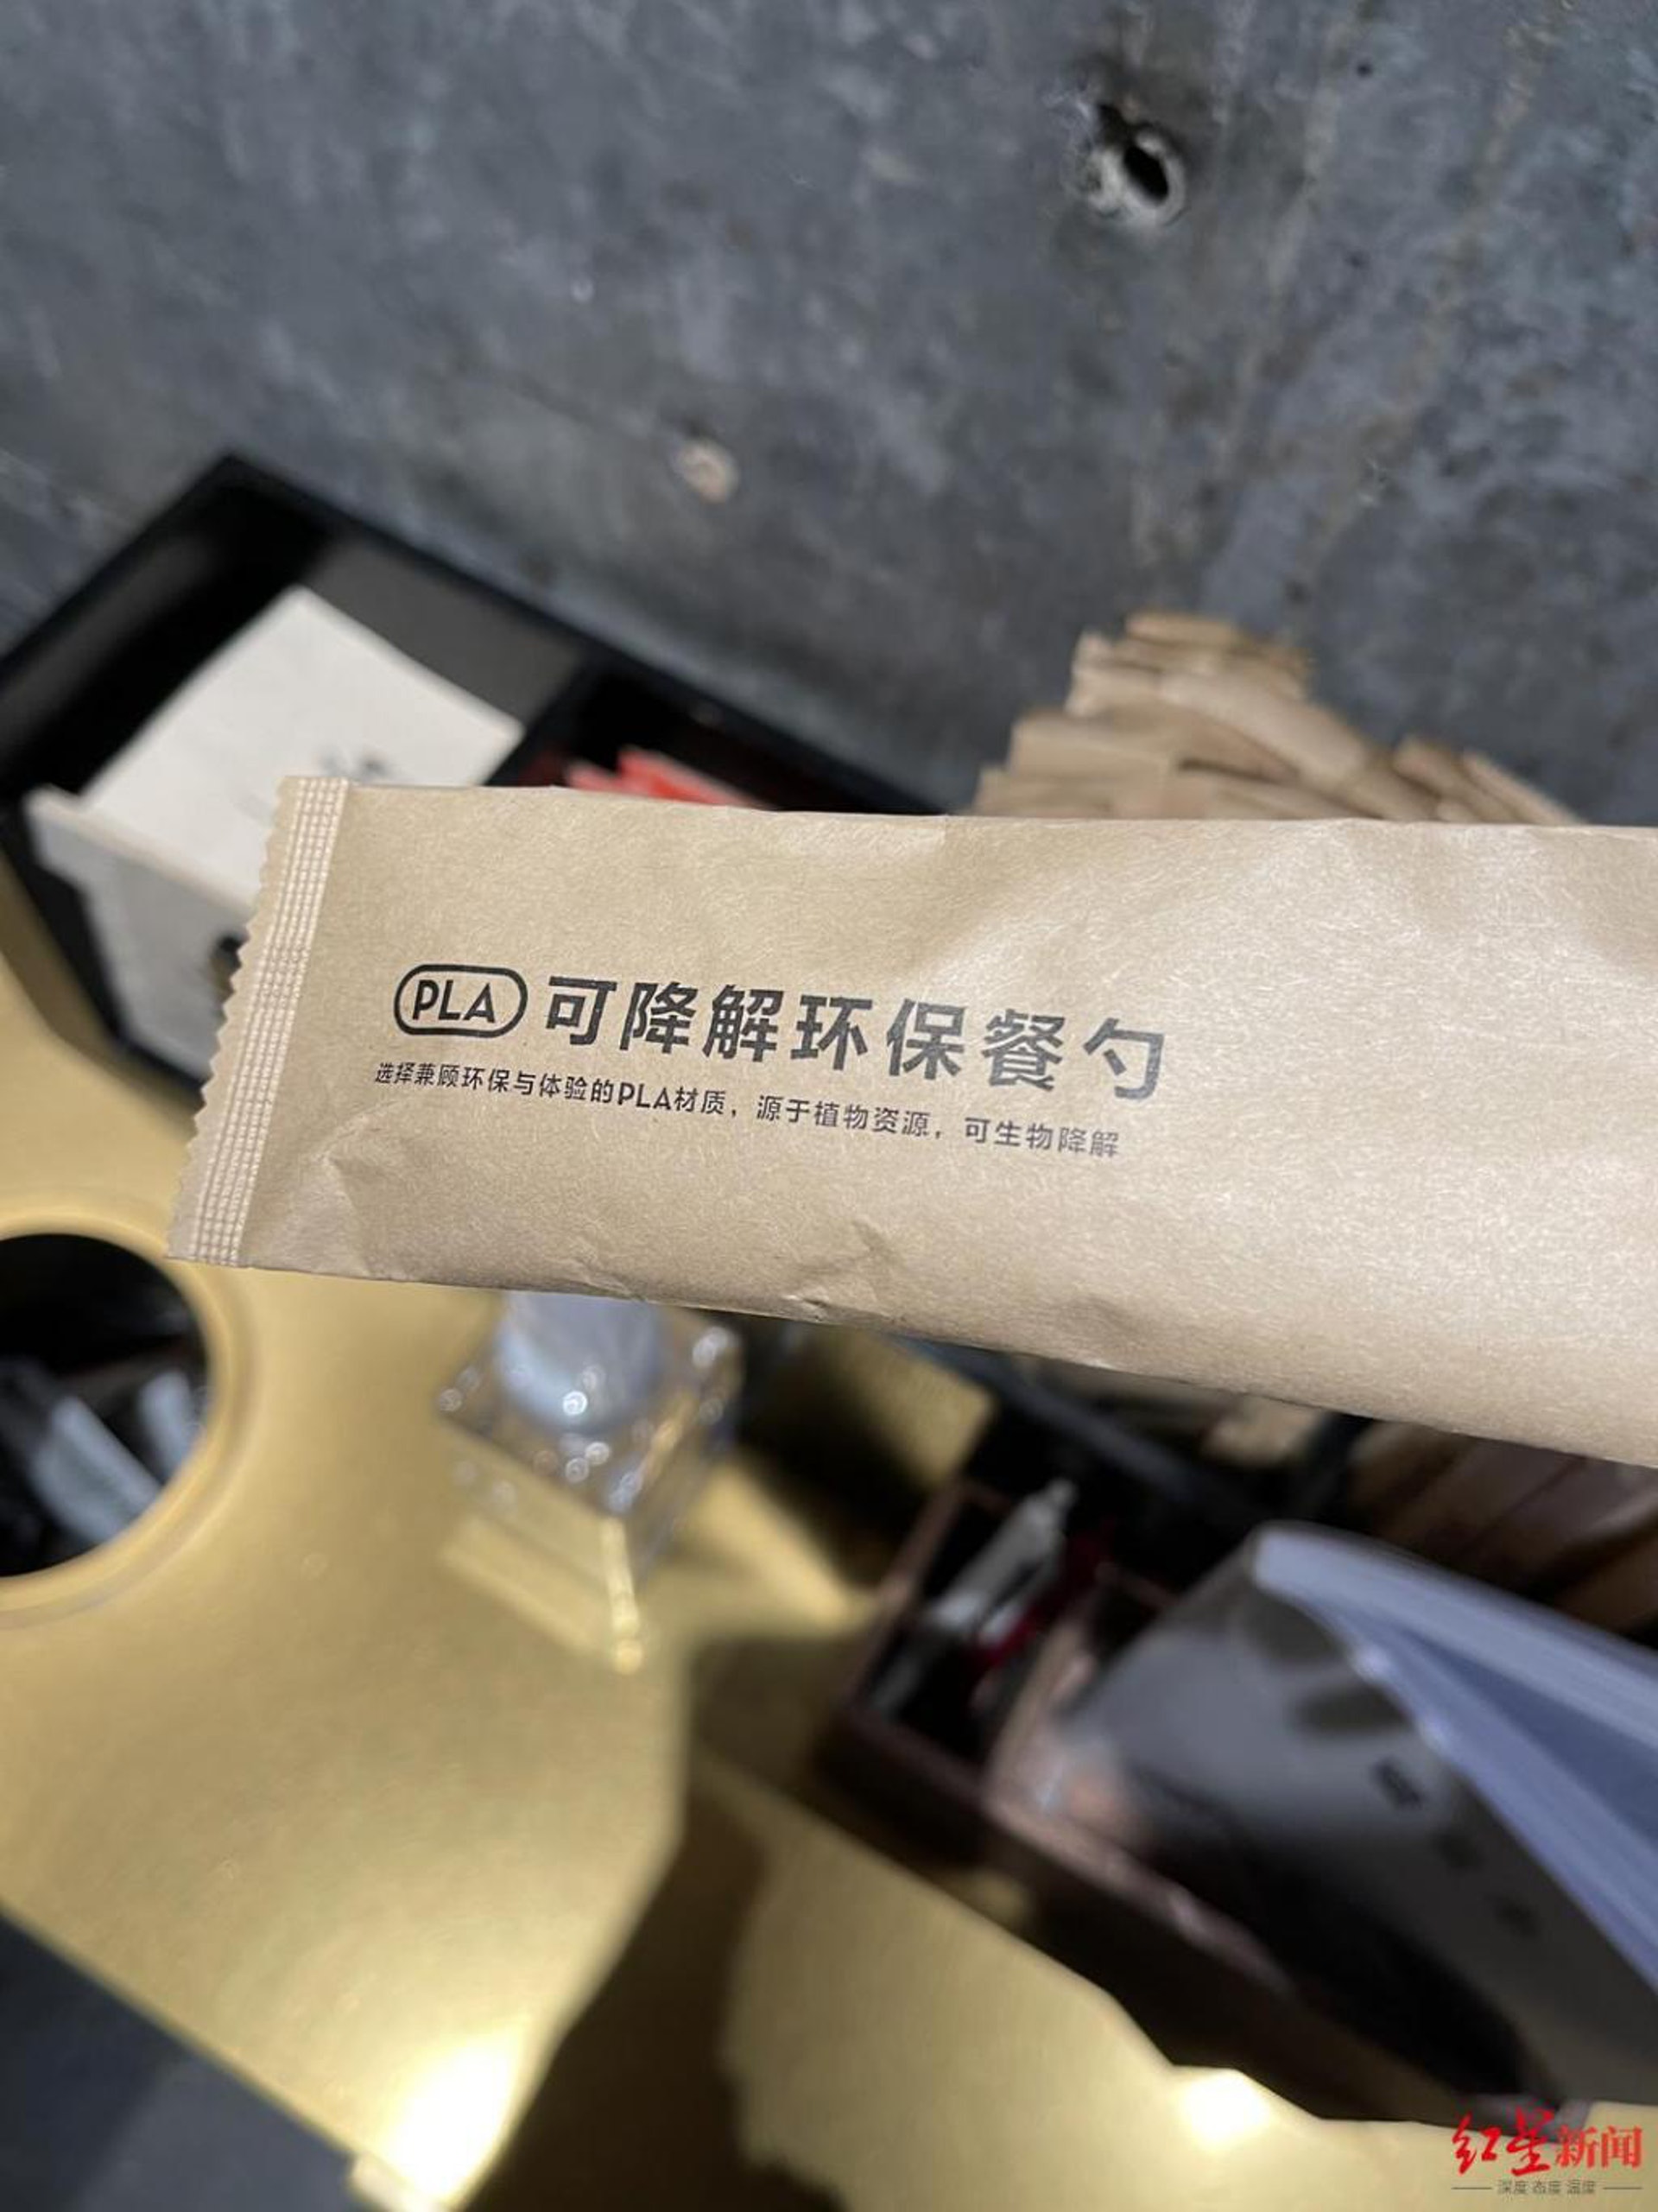 PLA 可降解环保餐勺
选择兼顾环保与体验的PLA材质，源于植物资源，可生物降解
红星新闻
深度 态度 温度